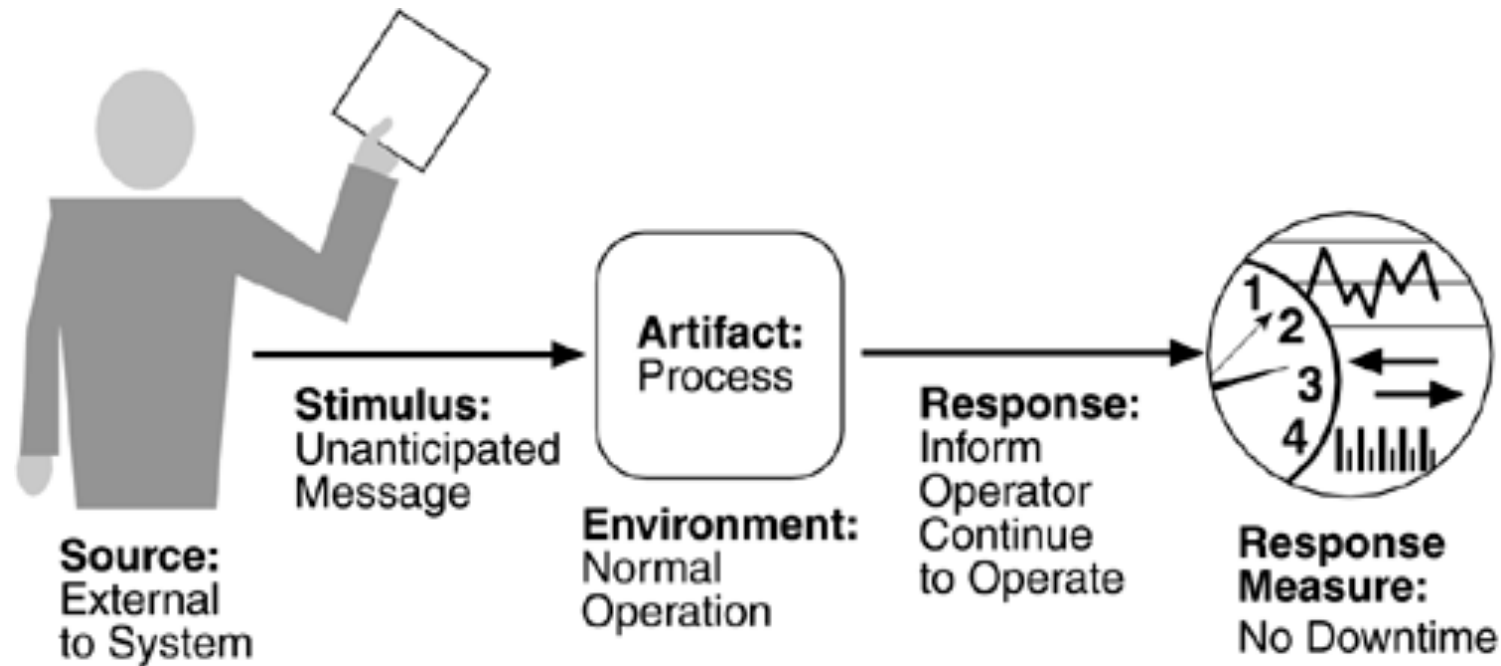 Source:
External
to System
Stimulus:
Unanticipated
Message
Artifact:
Process
Environment:
Normal
Operation
Response:
Inform
Operator
Continue
to Operate
1
2
3
4
Response
Measure:
No Downtime